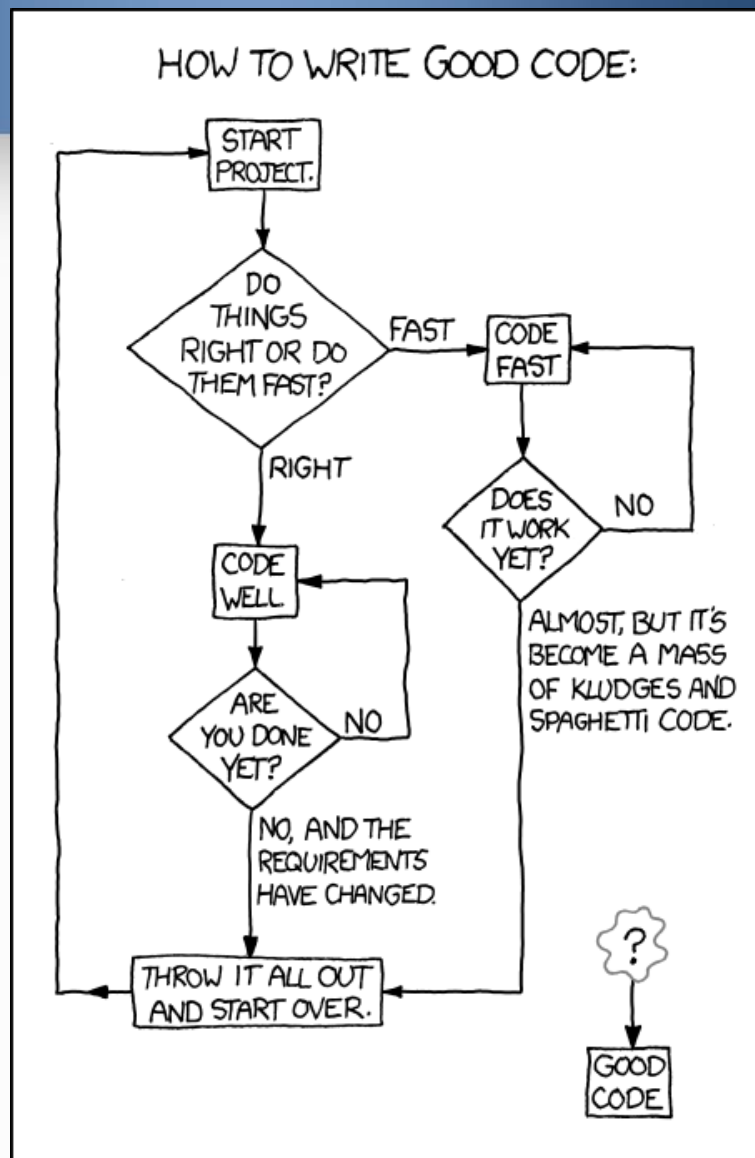 HOW TO WRITE GOOD CODE:
START
PROJECT.
DO
THINGS
RIGHT OR DO
THEM FAST?
FAST
CODE
FAST
RIGHT
DOES
IT WORK
YET?
NO
CODE
WELL
ALMOST, BUT IT'S
BECOME A MASS
OF KLUDGES AND
SPAGHETTI CODE.
ARE
YOU DONE
YET?
NO
NO, AND THE
REQUIREMENTS
HAVE CHANGED.
THROW IT ALL OUT
AND START OVER.
?
GOOD
CODE